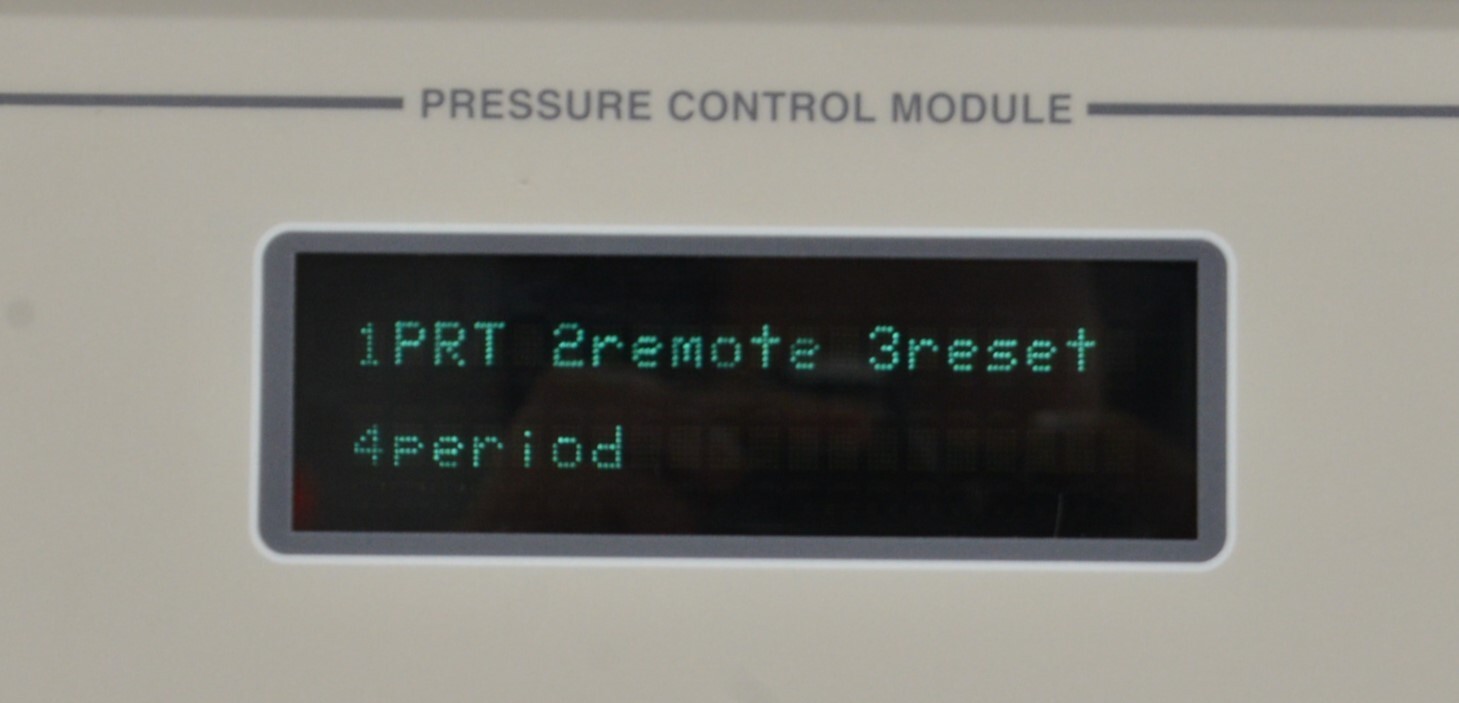 PRESSURE CONTROL MODULE
1PRT 2remote 3reset
4period